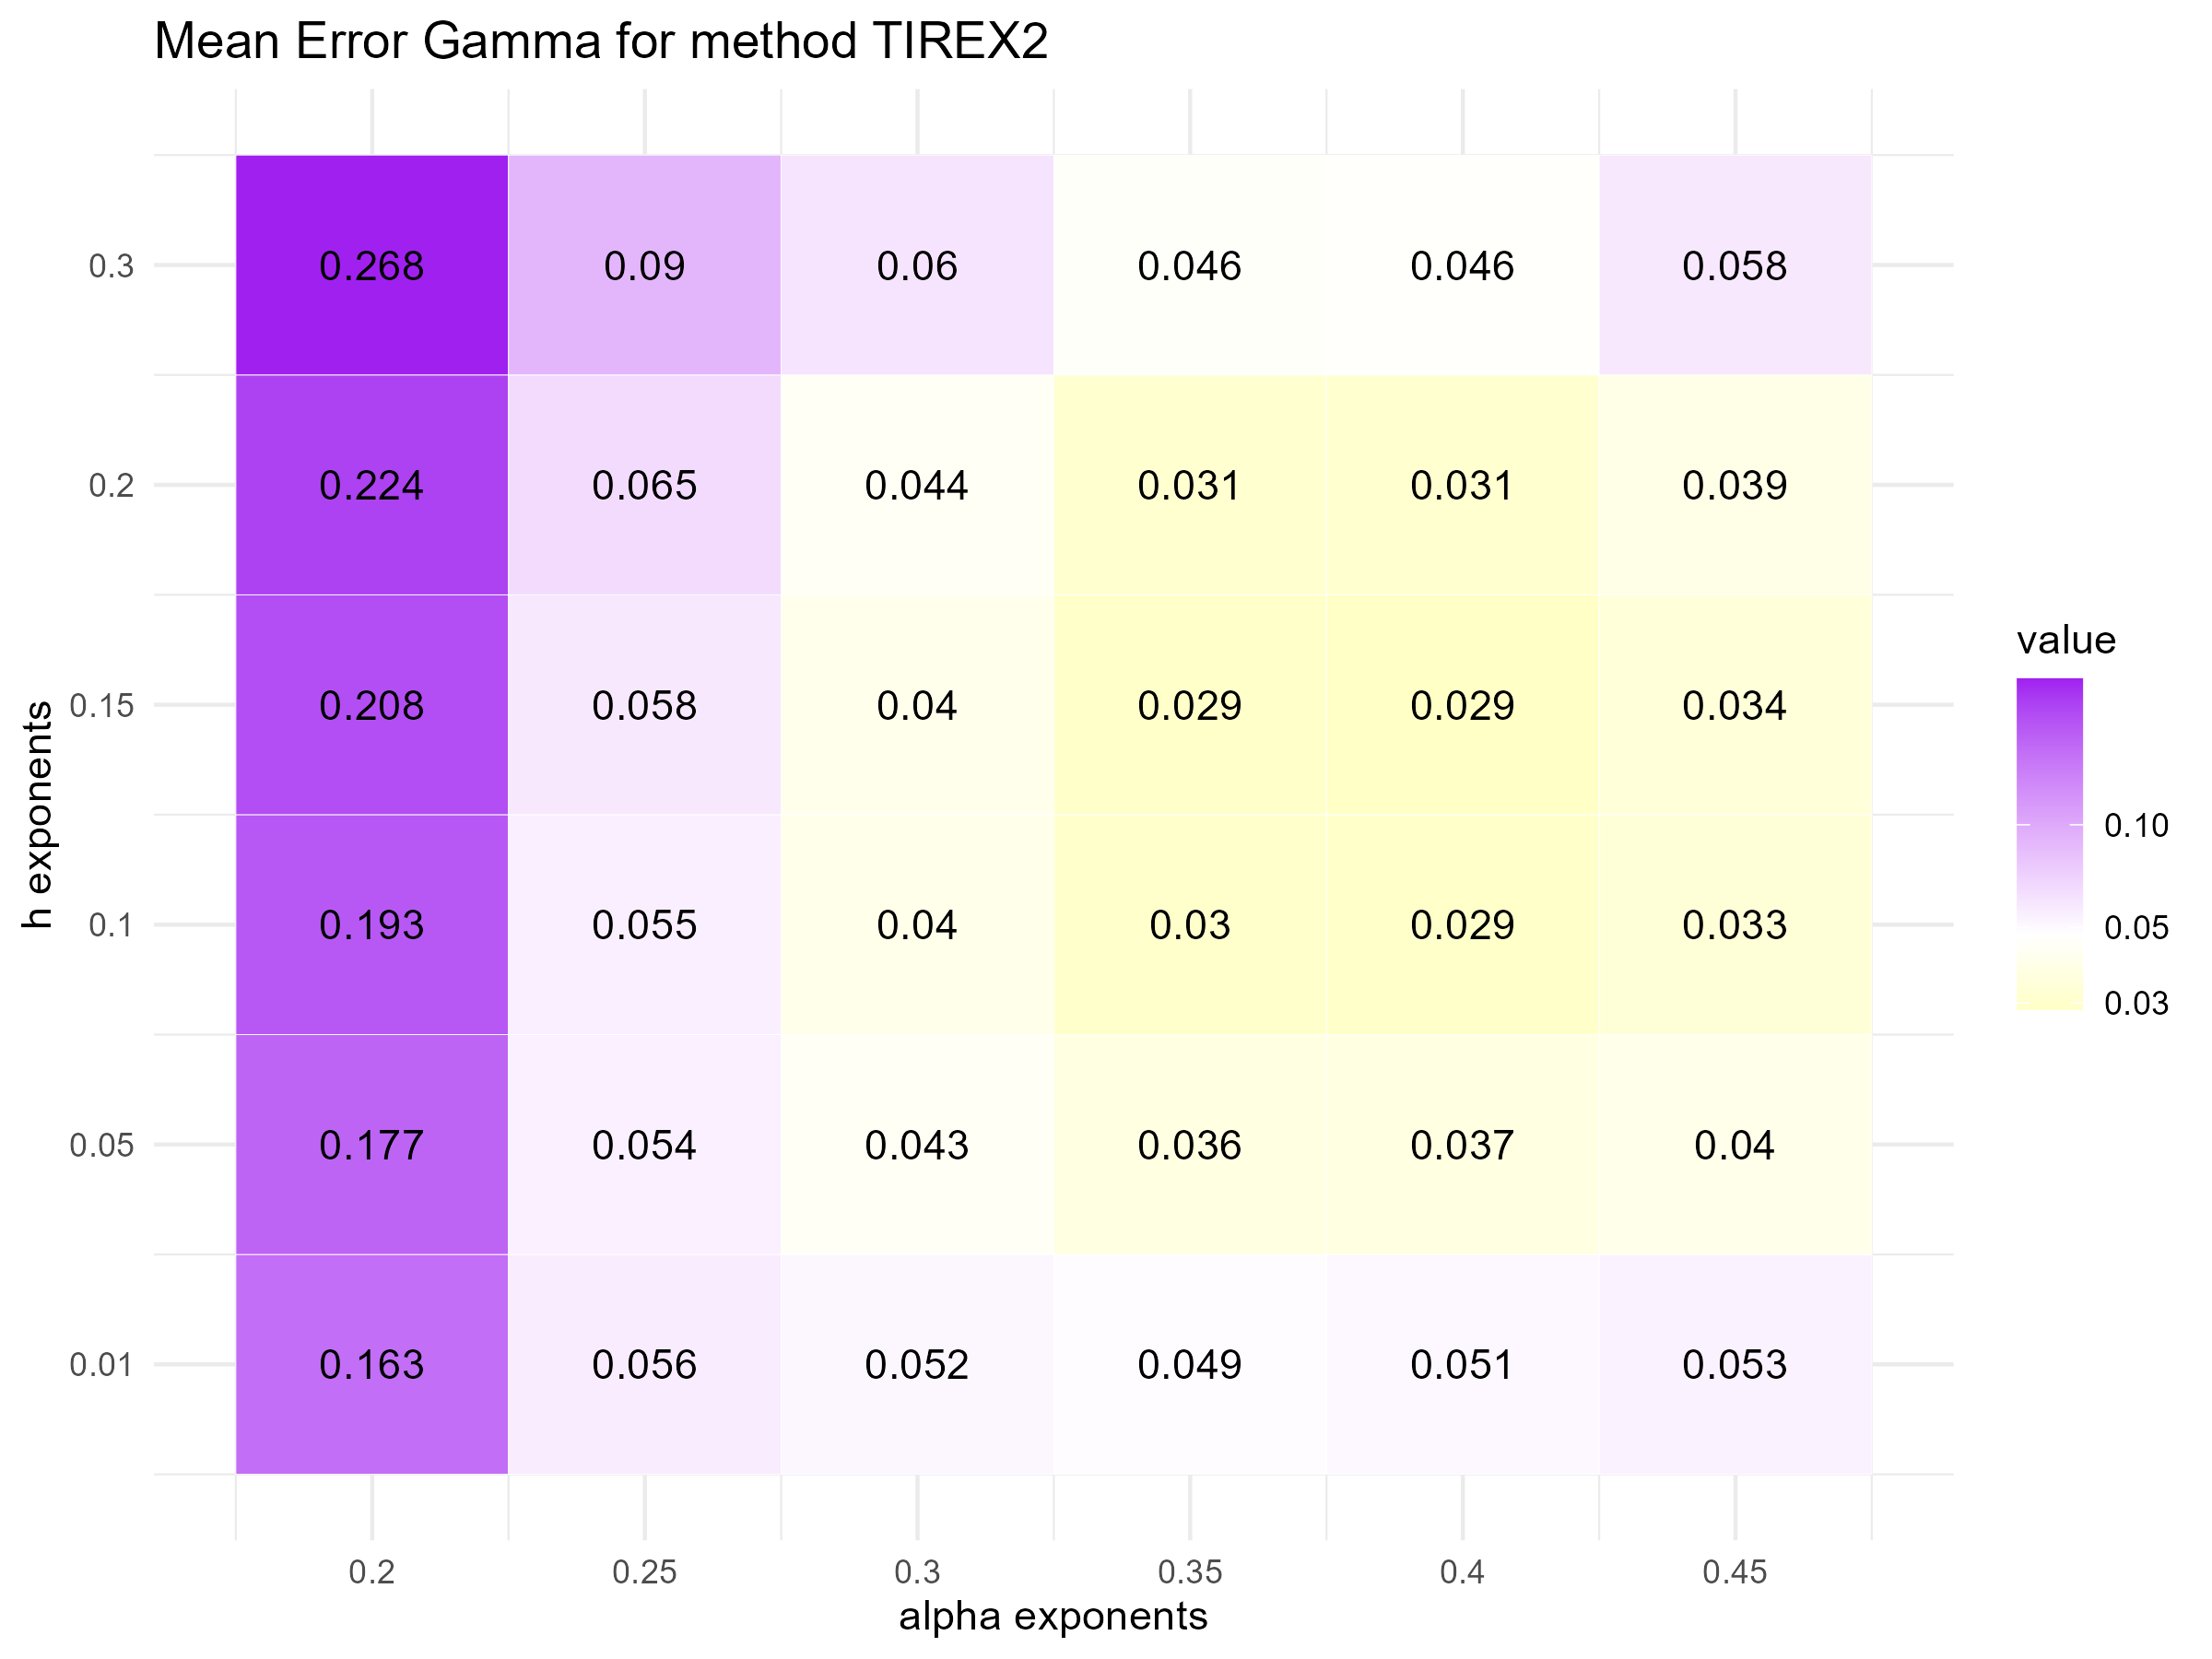 Mean Error Gamma for method TIREX2
h exponents
0.3 0.268 0.09 0.06 0.046 0.046 0.058
0.2 0.224 0.065 0.044 0.031 0.031 0.039
0.15 0.208 0.058 0.04 0.029 0.029 0.034
0.1 0.193 0.055 0.04 0.03 0.029 0.033
0.05 0.177 0.054 0.043 0.036 0.037 0.04
0.01 0.163 0.056 0.052 0.049 0.051 0.053
0.2 0.25 0.3 0.35 0.4 0.45
alpha exponents
value
0.10
0.05
0.03